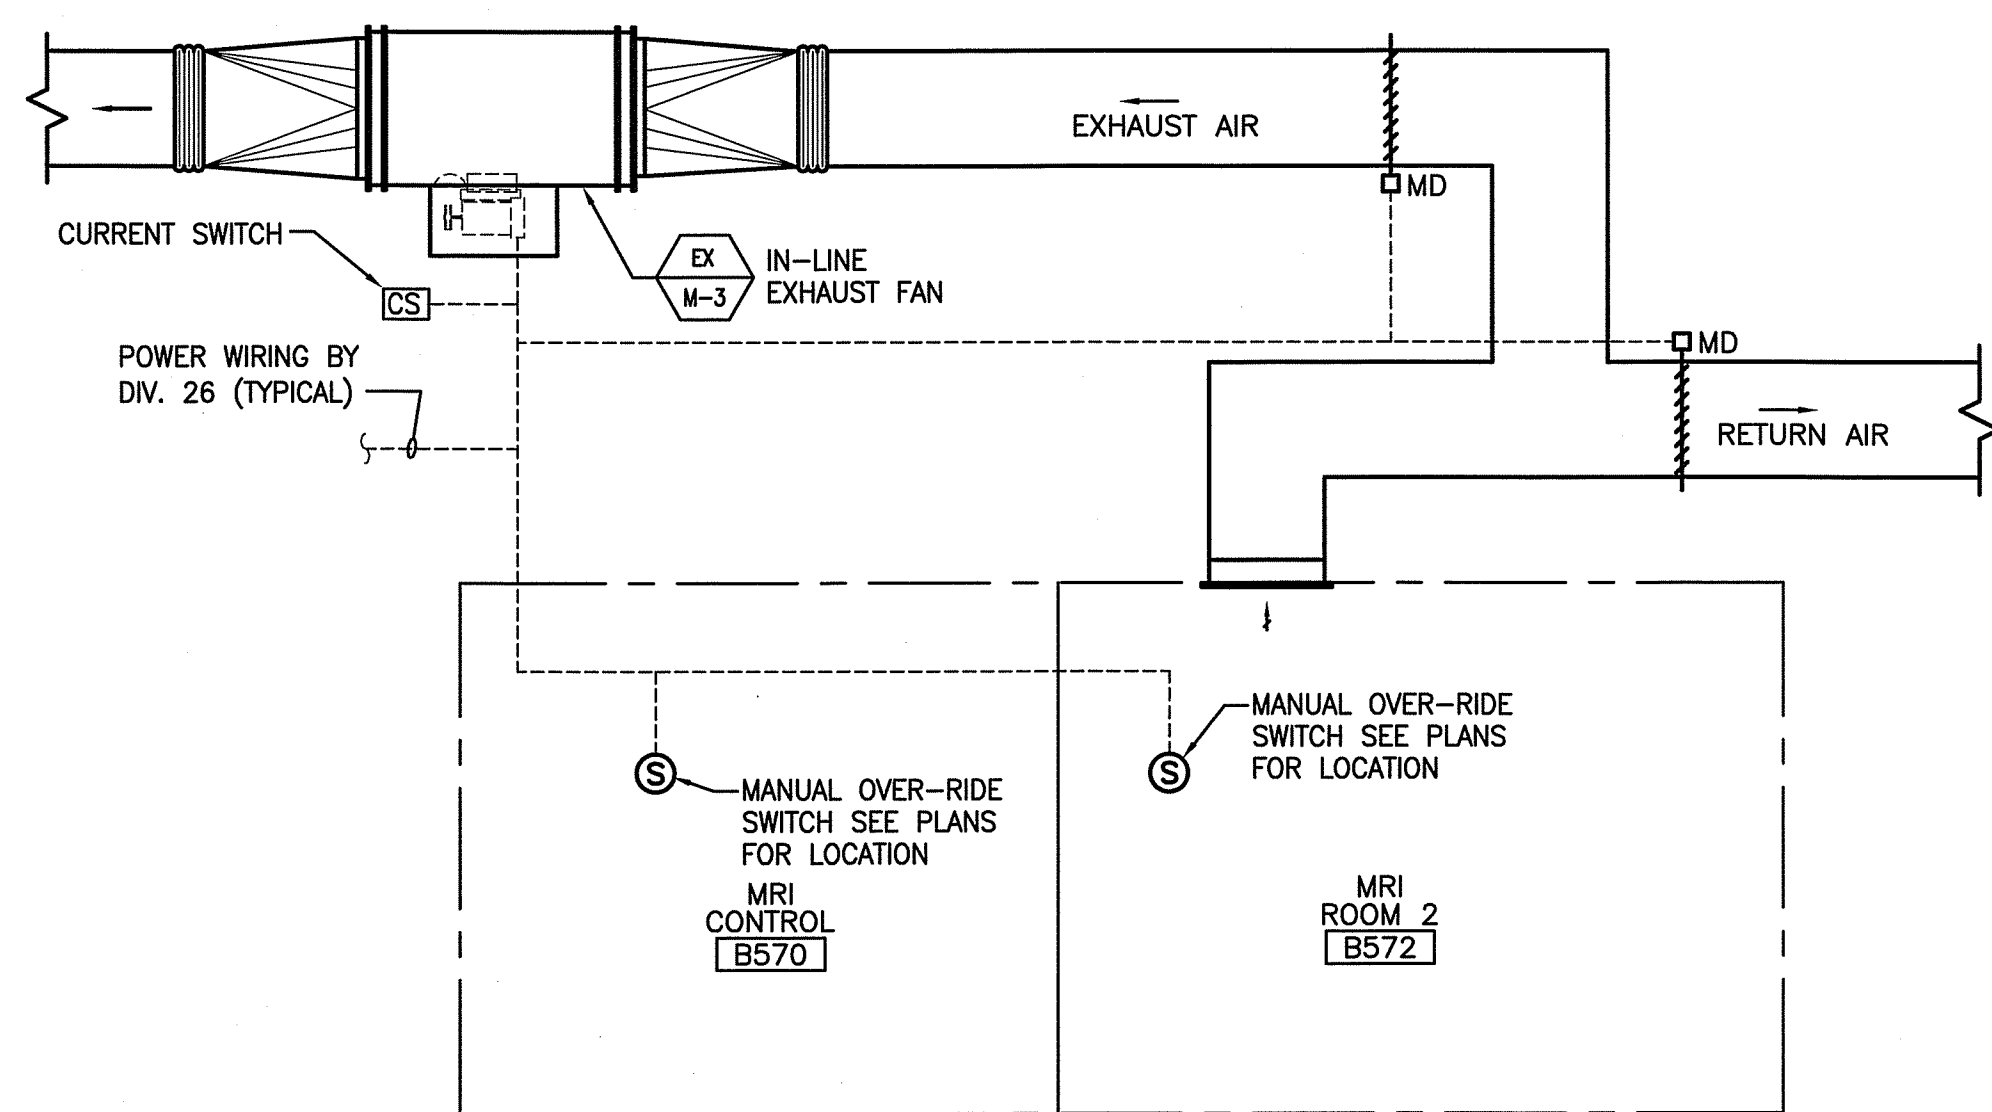 EXHAUST AIR
MD
CURRENT SWITCH
EX
M-3
IN-LINE
EXHAUST FAN
CS
POWER WIRING BY
DIV. 26 (TYPICAL)
MD
RETURN AIR
S
MANUAL OVER-RIDE
SWITCH SEE PLANS
FOR LOCATION
S
MANUAL OVER-RIDE
SWITCH SEE PLANS
FOR LOCATION
MRI
CONTROL
B570
MRI
ROOM 2
B572